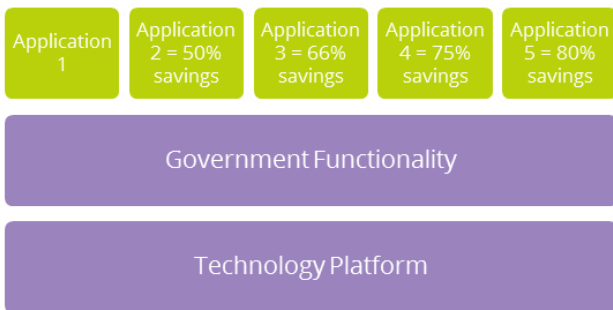 Application
1
Application
2 = 50%
savings
Application
3 = 66%
savings
Application
4 = 75%
savings
Application
5 = 80%
savings
Government Functionality
Technology Platform